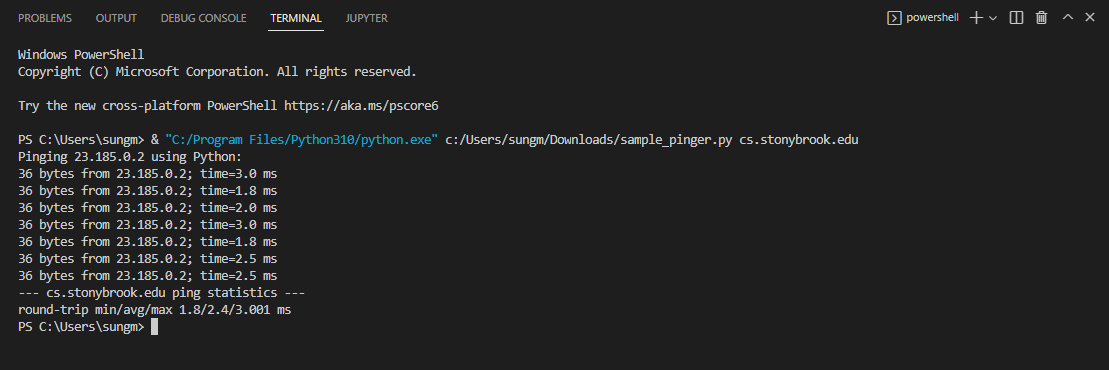 PROBLEMS OUTPUT DEBUG CONSOLE TERMINAL JUPYTER powershell
Windows PowerShell
Copyright (C) Microsoft Corporation. All rights reserved.
Try the new cross-platform PowerShell https://aka.ms/pscore6
PS C:\Users\sungm> & "C:/Program Files/Python310/python.exe" c:/Users/sungm/Downloads/sample_pinger.py cs.stonybrook.edu
Pinging 23.185.0.2 using Python:
36 bytes from 23.185.0.2; time=3.0 ms
36 bytes from 23.185.0.2; time=1.8 ms
36 bytes from 23.185.0.2; time=2.0 ms
36 bytes from 23.185.0.2; time=3.0 ms
36 bytes from 23.185.0.2; time=1.8 ms
36 bytes from 23.185.0.2; time=2.5 ms
36 bytes from 23.185.0.2; time=2.5 ms
--- cs.stonybrook.edu ping statistics ---
round-trip min/avg/max 1.8/2.4/3.001 ms
PS C:\Users\sungm>